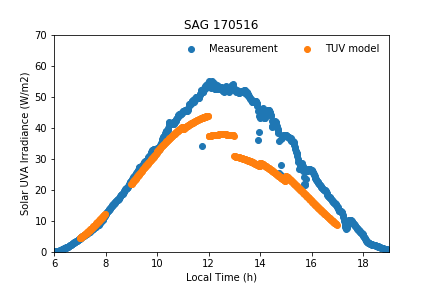 SAG 170516
Measurement TUV model
Solar UVA Irradiance (W/m2)
70
60
50
40
30
20
10
0
6 8 10 12 14 16 18
Local Time (h)